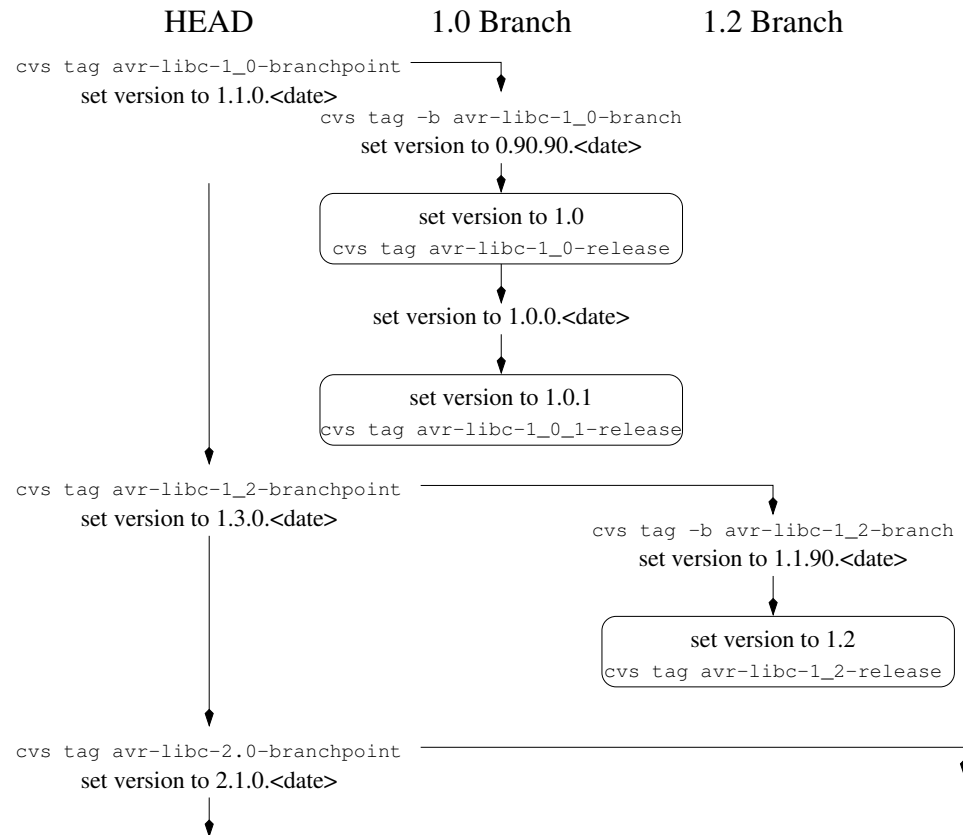 HEAD
1.0 Branch
1.2 Branch
cvs tag avr-libc-1_0-branchpoint
set version to 1.1.0.<date>
cvs tag -b avr-libc-1_0-branch
set version to 0.90.90.<date>
set version to 1.0
cvs tag avr-libc-1_0-release
set version to 1.0.0.<date>
set version to 1.0.1
cvs tag avr-libc-1_0_1-release
cvs tag avr-libc-1_2-branchpoint
set version to 1.3.0.<date>
cvs tag -b avr-libc-1_2-branch
set version to 1.1.90.<date>
set version to 1.2
cvs tag avr-libc-1_2-release
cvs tag avr-libc-2.0-branchpoint
set version to 2.1.0.<date>